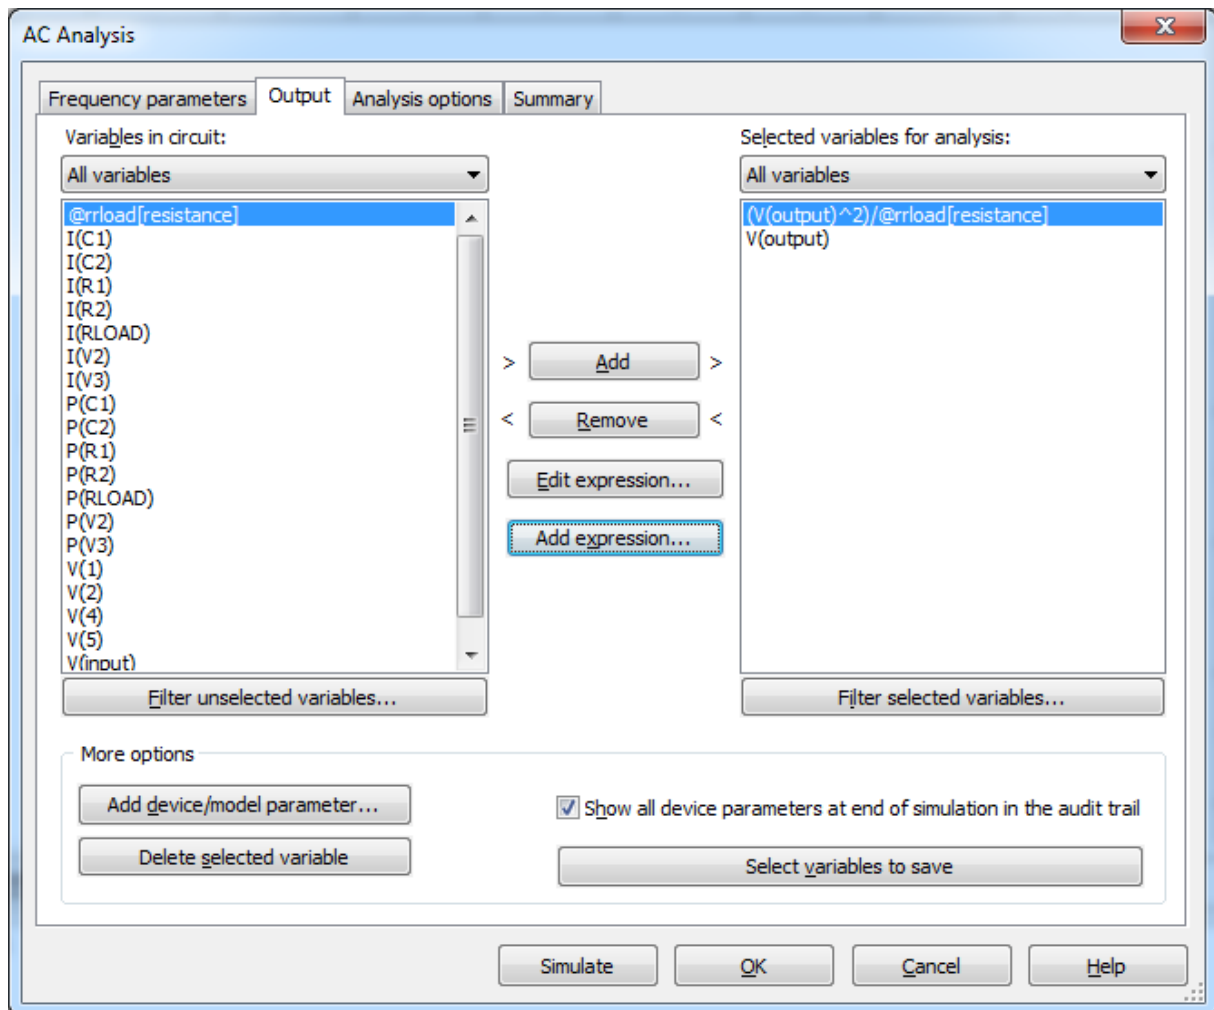 AC Analysis
Frequency parameters
Output
Analysis options
Summary
Variables in circuit:
All variables
@rrload[resistance]
I(C1)
I(C2)
I(R1)
I(R2)
I(RLOAD)
I(V2)
I(V3)
P(C1)
P(C2)
P(R1)
P(R2)
P(RLOAD)
P(V2)
P(V3)
V(1)
V(2)
V(4)
V(5)
V(input)
Filter unselected variables...
> Add >
< Remove <
Edit expression...
Add expression...
Selected variables for analysis:
All variables
(V(output)^2)/@rrload[resistance]
V(output)
Filter selected variables...
More options
Add device/model parameter...
Delete selected variable
Show all device parameters at end of simulation in the audit trail
Select variables to save
Simulate
OK
Cancel
Help